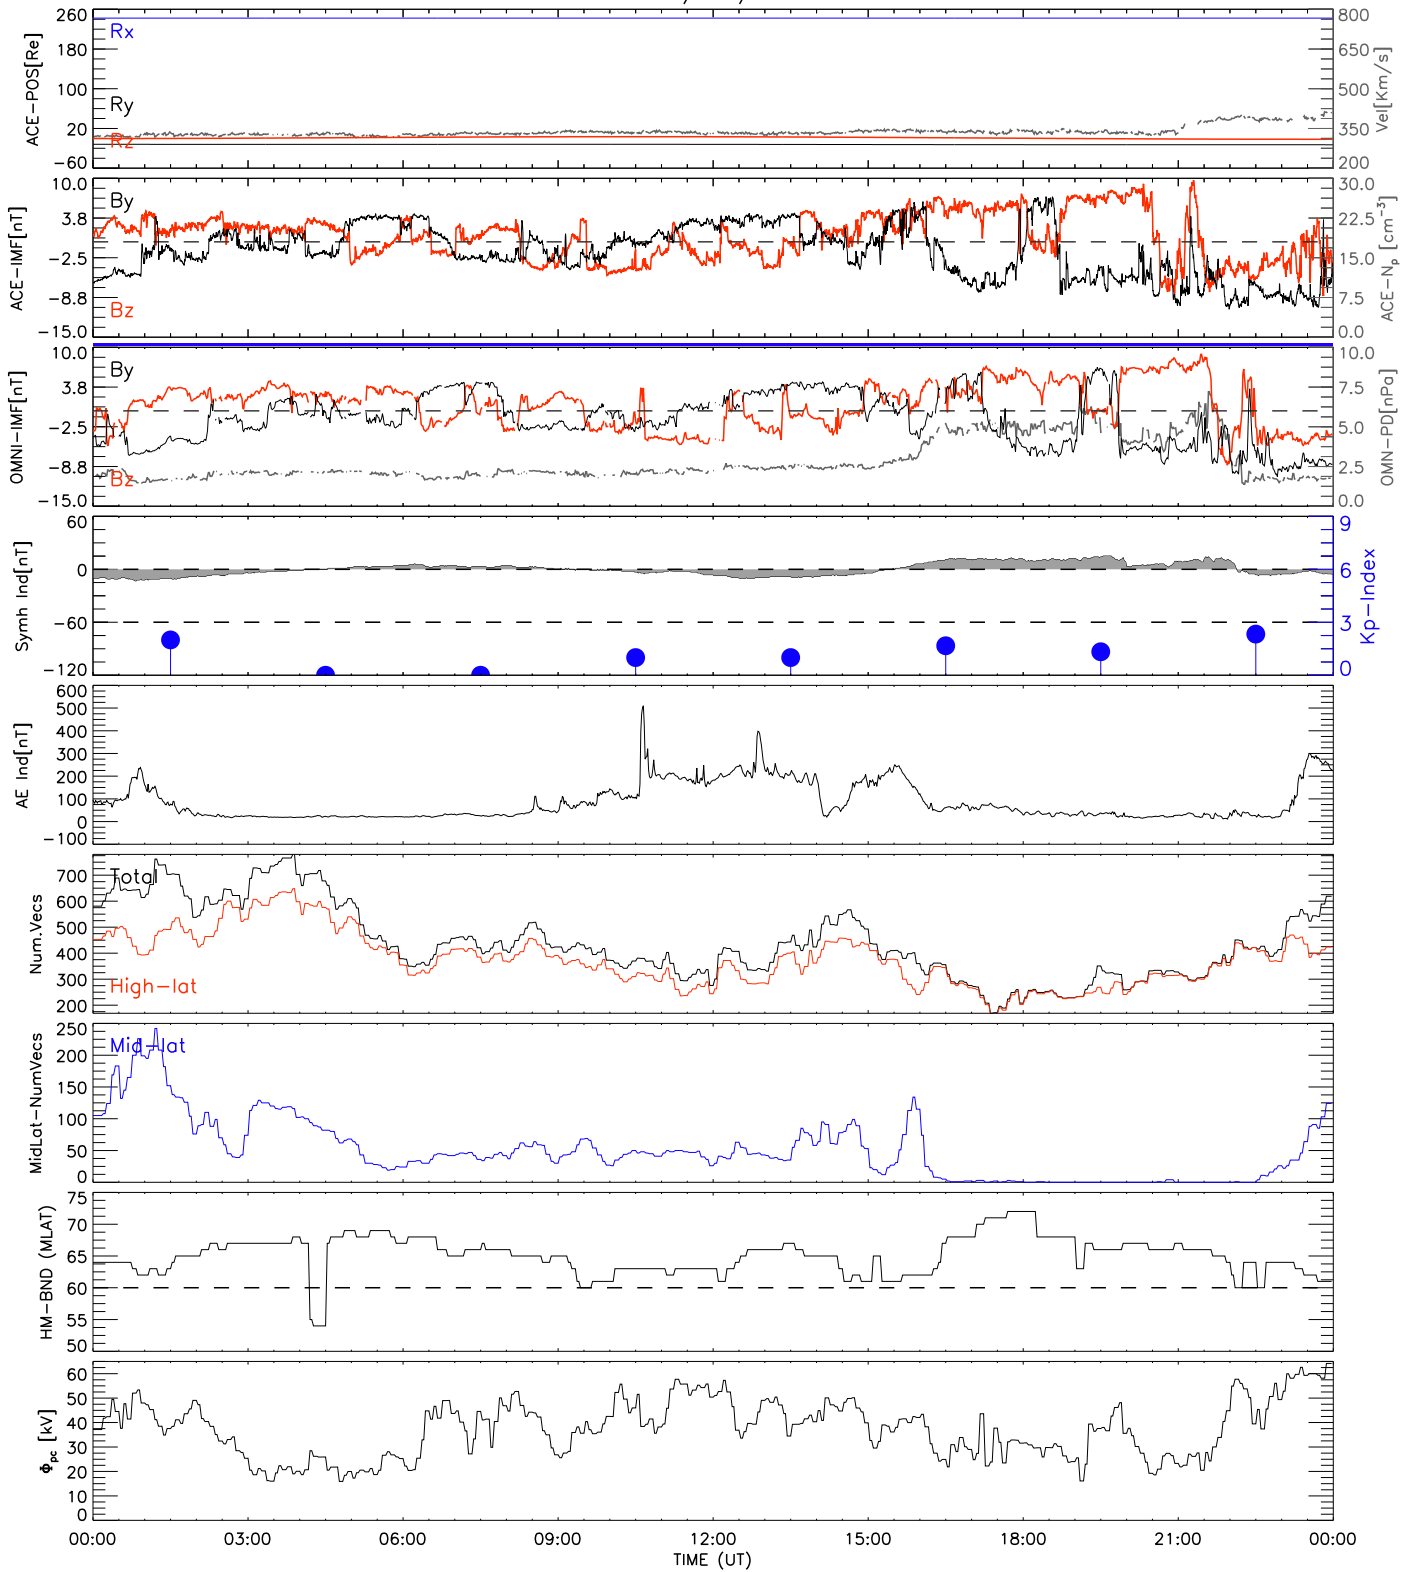 260
180
100
20
-60
ACE-POS[Re]
Rx
Ry
Rz
800
650
500
350
200
Vel[Km/s]
10.0
3.8
-2.5
-8.8
-15.0
ACE-IMF[nT]
By
Bz
30.0
22.5
15.0
7.5
0.0
ACE-Np [cm⁻³]
10.0
3.8
-2.5
-8.8
-15.0
OMNI-IMF[nT]
By
Bz
10.0
7.5
5.0
2.5
0.0
OMN-PD[nPa]
60
0
-60
-120
Symh Ind[nT]
9
6
3
0
Kp-Index
600
500
400
300
200
100
0
-100
AE Ind[nT]
700
600
500
400
300
200
Num.Vecs
Total
High-lat
250
200
150
100
50
0
MidLat-NumVecs
Mid-lat
75
70
65
60
55
50
HM-BND (MLAT)
60
50
40
30
20
10
0
Φpc [kV]
00:00 03:00 06:00 09:00 12:00 15:00 18:00 21:00 00:00
TIME (UT)